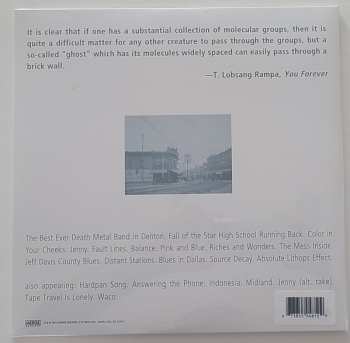 It is clear that if one has a substantial collection of molecular groups, then it is
quite a difficult matter for any other creature to pass through the groups, but a
so-called "ghost" which has its molecules widely spaced can easily pass through a
brick wall.
—T. Lobsang Rampa, You Forever
The Best Ever Death Metal Band in Denton. Fall of the Star High School Running Back. Color in
Your Cheeks. Jenny. Fault Lines. Balance. Pink and Blue. Riches and Wonders. The Mess Inside.
Jeff Davis County Blues. Distant Stations. Blues in Dallas. Source Decay. Absolute Lithops Effect.
also appearing: Hardpan Song. Answering the Phone. Indonesia. Midland. Jenny (alt. take).
Tape Travel Is Lonely. Waco.